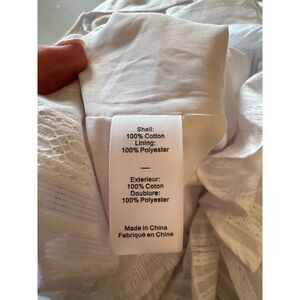 Shell:
100% Cotton
Lining:
100% Polyester
—
Exterieur:
100% Coton
Doublure:
100% Polyester
Made in China
Fabriqué en Chine